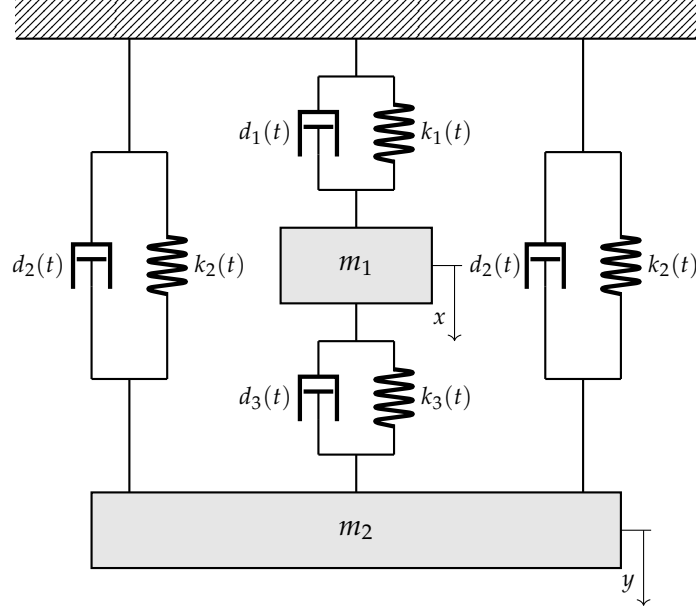 d₁(t) k₁(t)
d₂(t) k₂(t) m₁ d₂(t) k₂(t)
x
d₃(t) k₃(t)
m₂
y